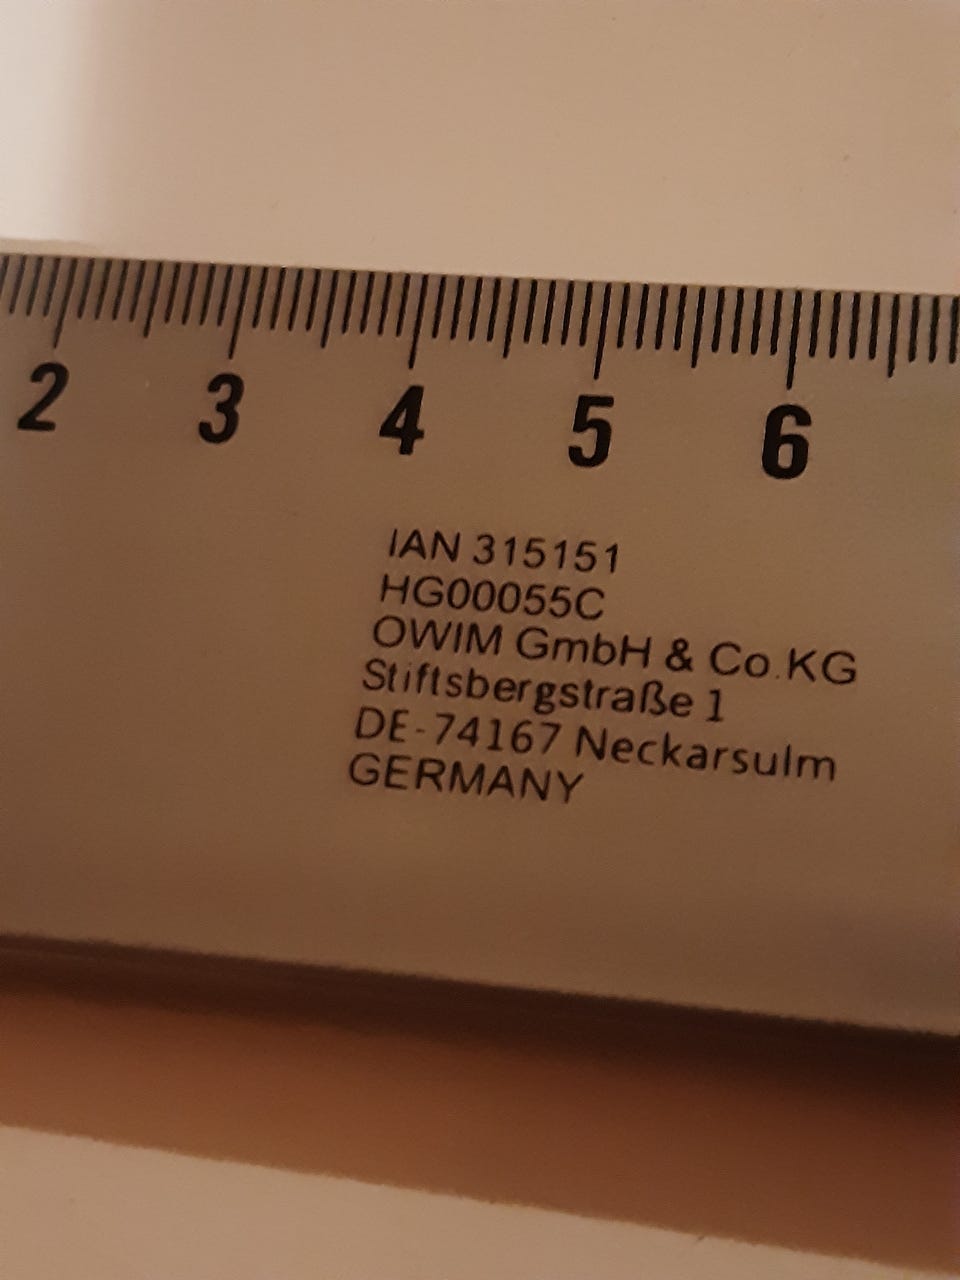 2 3 4 5 6
IAN 315151
HG00055C
OWIM GmbH & Co.KG
Stiftsbergstraße 1
DE-74167 Neckarsulm
GERMANY